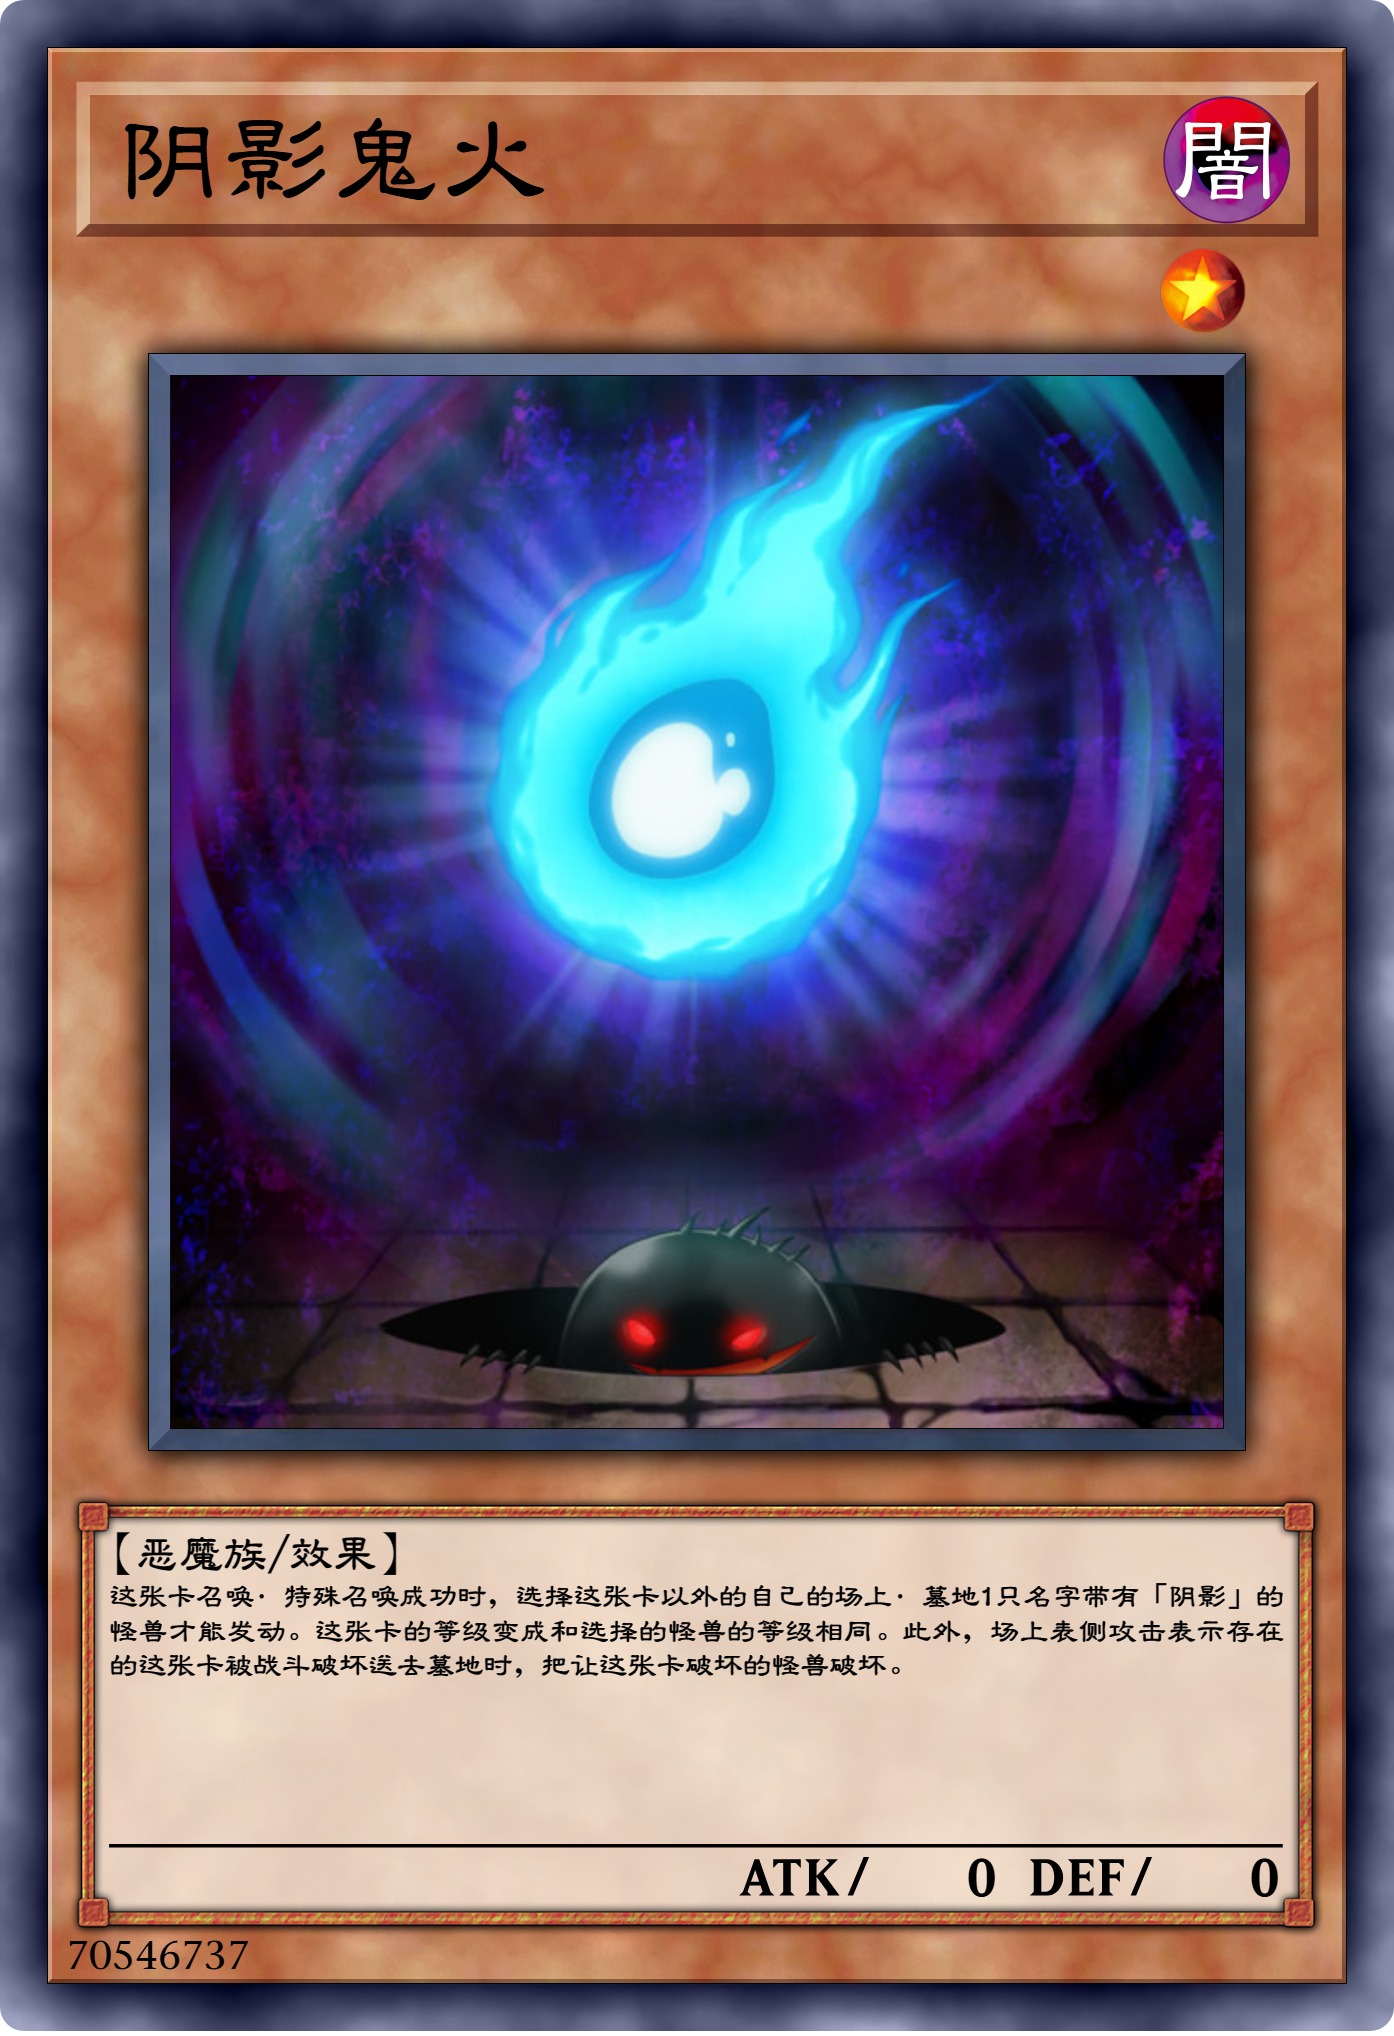 阴影鬼火
闇
【恶魔族/效果】
这张卡召唤·特殊召唤成功时，选择这张卡以外的自己的场上·墓地1只名字带有「阴影」的
怪兽才能发动。这张卡的等级变成和选择的怪兽的等级相同。此外，场上表侧攻击表示存在
的这张卡被战斗破坏送去墓地时，把让这张卡破坏的怪兽破坏。
ATK/ 0 DEF/ 0
70546737